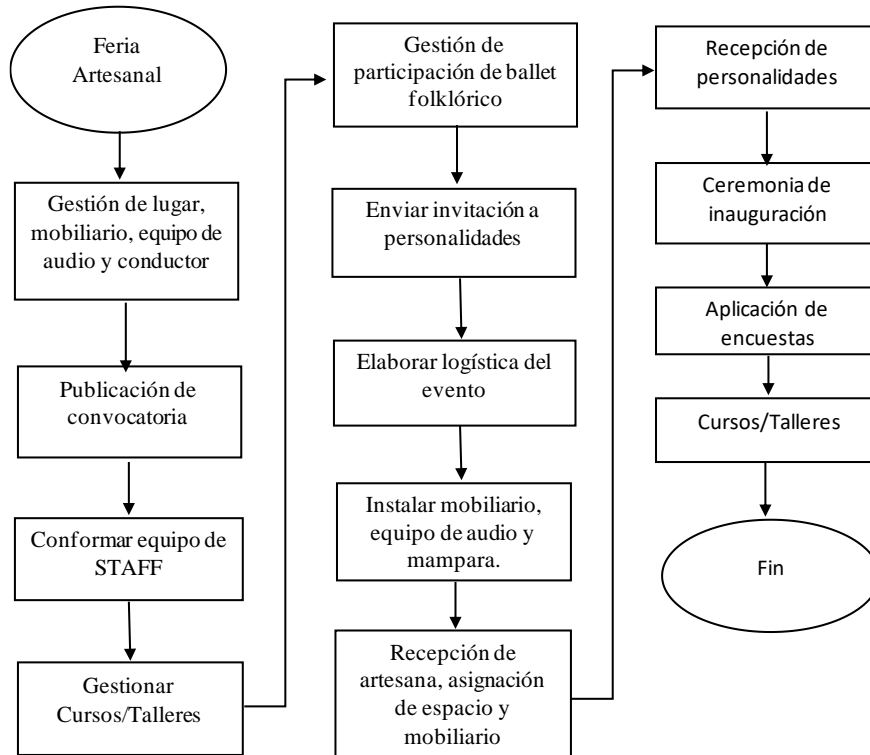 Feria
Artesanal
Gestión de lugar,
mobiliario, equipo de
audio y conductor
Publicación de
convocatoria
Conformar equipo de
STAFF
Gestionar
Cursos/Talleres
Gestión de
participación de ballet
folklórico
Enviar invitación a
personalidades
Elaborar logística del
evento
Instalar mobiliario,
equipo de audio y
mampara.
Recepción de
artesana, asignación
de espacio y
mobiliario
Recepción de
personalidades
Ceremonia de
inauguración
Aplicación de
encuestas
Cursos/Talleres
Fin